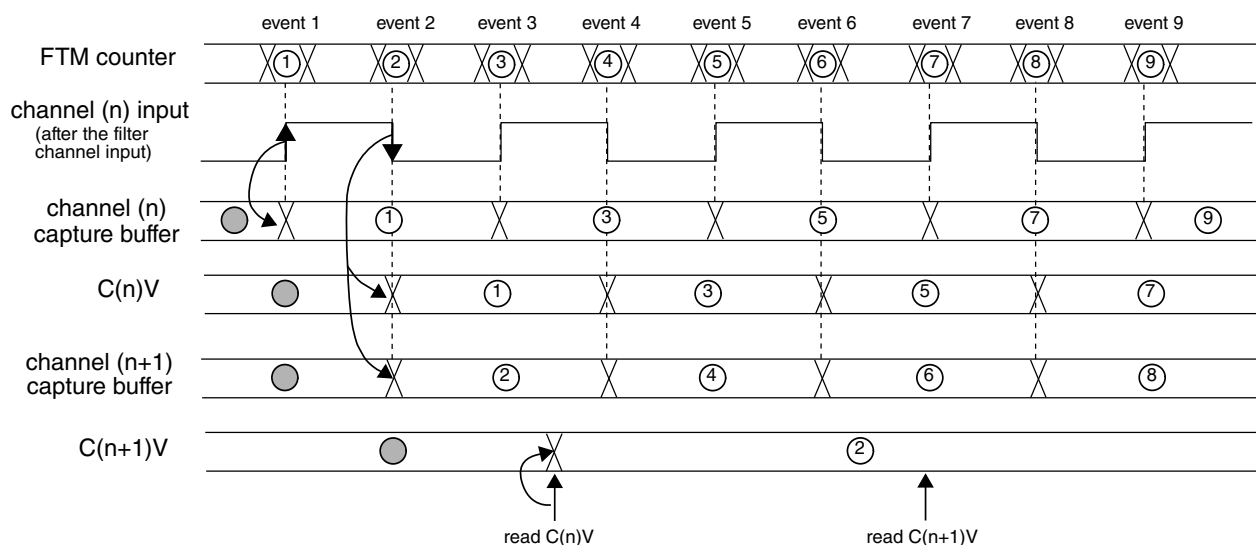 event 1 event 2 event 3 event 4 event 5 event 6 event 7 event 8 event 9
FTM counter 1 2 3 4 5 6 7 8 9
channel (n) input
(after the filter
channel input)
channel (n)
capture buffer 1 3 5 7 9
C(n)V 1 3 5 7
channel (n+1)
capture buffer 2 4 6 8
C(n+1)V 2
read C(n)V read C(n+1)V